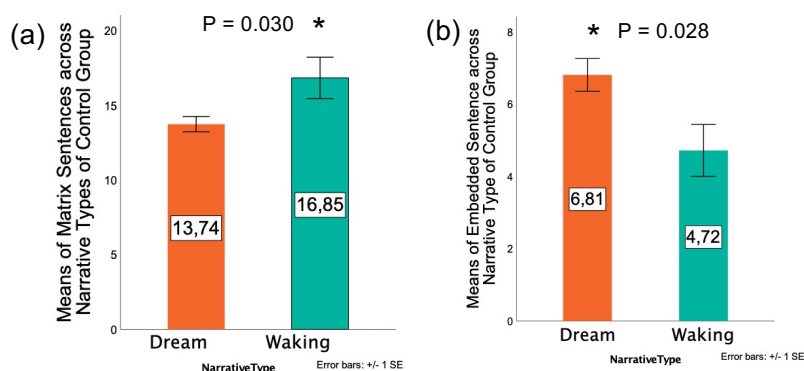 (a)
P = 0.030 *
Means of Matrix Sentences across
Narrative Types of Control Group
20
15
10
5
0
13,74
16,85
Dream Waking
NarrativeType
Error bars: +/- 1 SE
(b)
* P = 0.028
Means of Embedded Sentence across
Narrative Type of Control Group
8
6
4
2
0
6,81
4,72
Dream Waking
NarrativeType
Error bars: +/- 1 SE